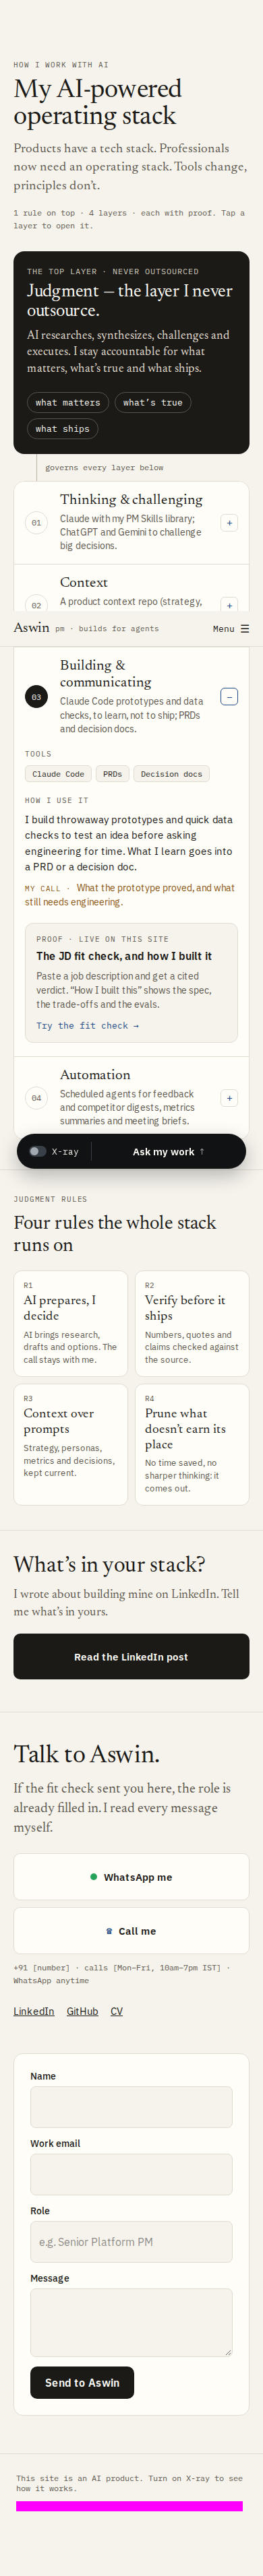 HOW I WORK WITH AI
My AI-powered
operating stack
Products have a tech stack. Professionals
now need an operating stack. Tools change,
principles don't.
1 rule on top · 4 layers · each with proof. Tap a
layer to open it.
THE TOP LAYER · NEVER OUTSOURCED
Judgment — the layer I never
outsource.
AI researches, synthesizes, challenges and
executes. I stay accountable for what
matters, what's true and what ships.
what matters
what's true
what ships
governs every layer below
Thinking & challenging
01
Claude with my PM Skills library;
ChatGPT and Gemini to challenge
big decisions.
+
Context
02
A product context repo (strategy,
+
Aswin pm · builds for agents
Menu ☰
Building &
communicating
03
Claude Code prototypes and data
checks, to learn, not to ship; PRDs
and decision docs.
−
TOOLS
Claude Code
PRDs
Decision docs
HOW I USE IT
I build throwaway prototypes and quick data
checks to test an idea before asking
engineering for time. What I learn goes into
a PRD or a decision doc.
MY CALL · What the prototype proved, and what
still needs engineering.
PROOF · LIVE ON THIS SITE
The JD fit check, and how I built it
Paste a job description and get a cited
verdict. "How I built this" shows the spec,
the trade-offs and the evals.
Try the fit check →
Automation
04
Scheduled agents for feedback
and competitor digests, metrics
summaries and meeting briefs.
+
X-ray
Ask my work ↑
JUDGMENT RULES
Four rules the whole stack
runs on
R1
AI prepares, I
decide
AI brings research,
drafts and options. The
call stays with me.
R2
Verify before it
ships
Numbers, quotes and
claims checked against
the source.
R3
Context over
prompts
Strategy, personas,
metrics and decisions,
kept current.
R4
Prune what
doesn't earn its
place
No time saved, no
sharper thinking: it
comes out.
What's in your stack?
I wrote about building mine on LinkedIn. Tell
me what's in yours.
Read the LinkedIn post
Talk to Aswin.
If the fit check sent you here, the role is
already filled in. I read every message
myself.
WhatsApp me
☎ Call me
+91 [number] · calls [Mon–Fri, 10am–7pm IST] ·
WhatsApp anytime
LinkedIn GitHub CV
Name
Work email
Role
e.g. Senior Platform PM
Message
Send to Aswin
This site is an AI product. Turn on X-ray to see
how it works.